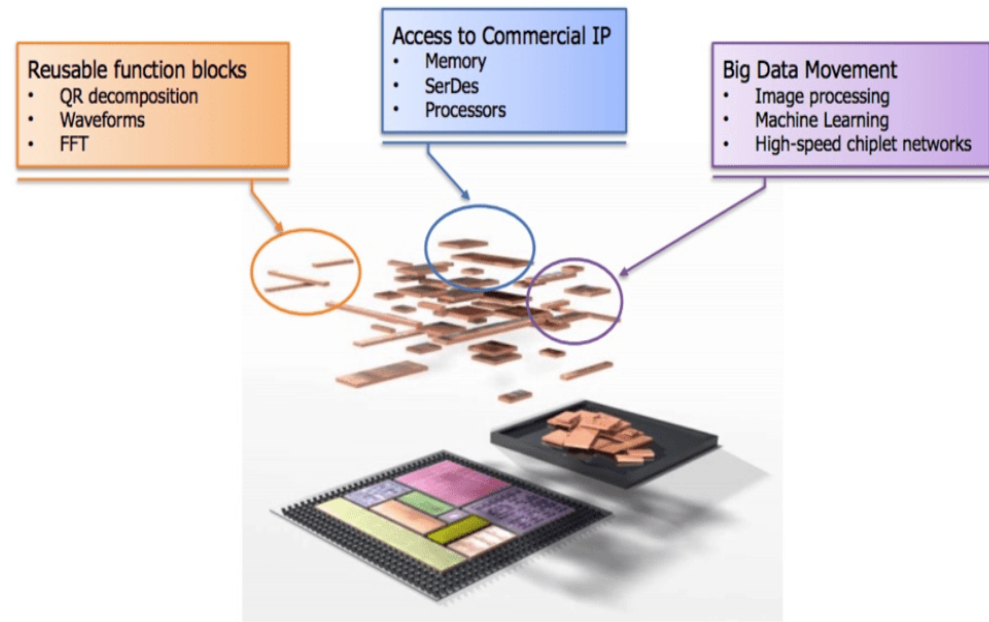 Reusable function blocks
• QR decomposition
• Waveforms
• FFT
Access to Commercial IP
• Memory
• SerDes
• Processors
Big Data Movement
• Image processing
• Machine Learning
• High-speed chiplet networks